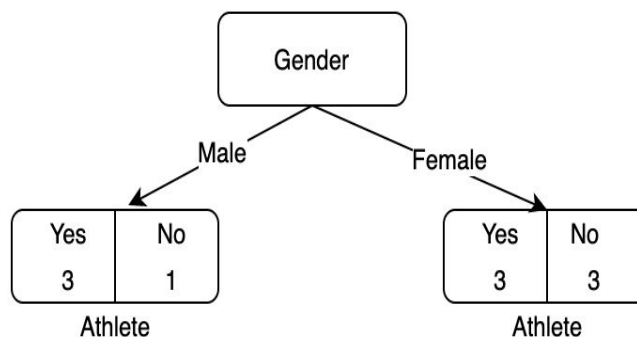 Gender
Male
Female
Yes No
3 1
Athlete
Yes No
3 3
Athlete